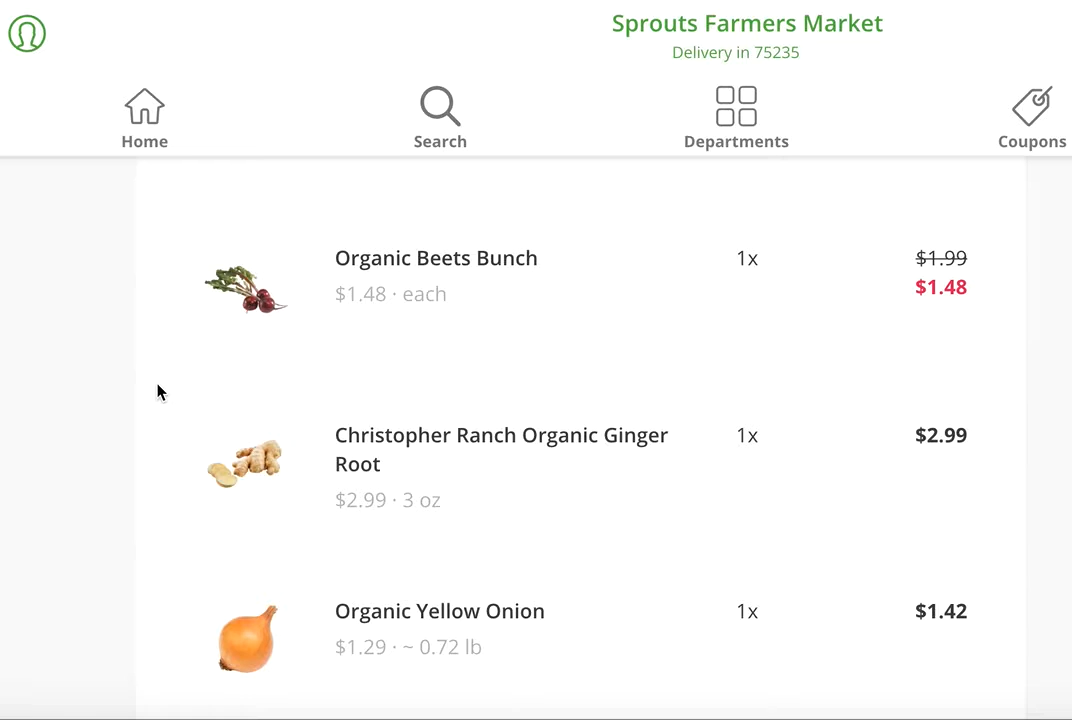 Sprouts Farmers Market
Delivery in 75235
Home
Search
Departments
Coupons
Organic Beets Bunch
1x
$1.99
$1.48 · each
$1.48
Christopher Ranch Organic Ginger
Root
1x
$2.99
$2.99 · 3 oz
Organic Yellow Onion
1x
$1.42
$1.29 · ~ 0.72 lb